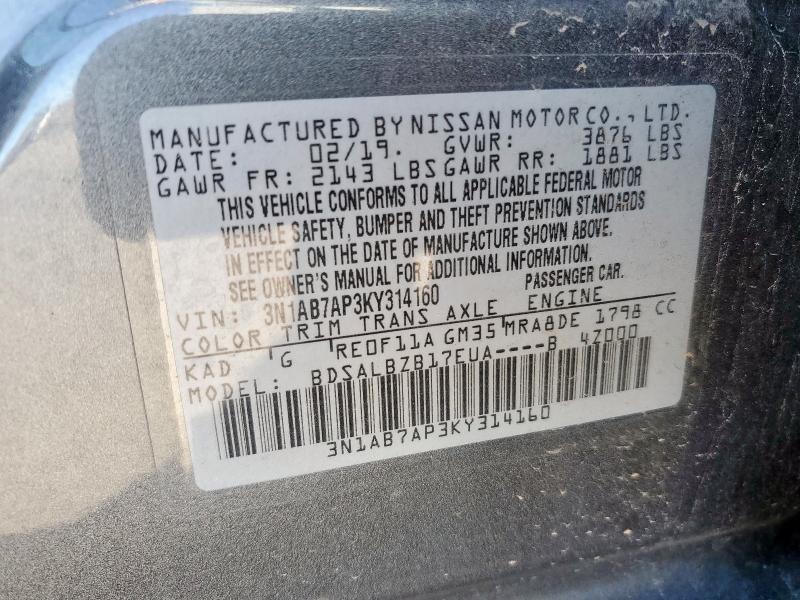 MANUFACTURED BY NISSAN MOTOR CO., LTD.
DATE: 02/19. GVWR: 3876 LBS
GAWR FR: 2143 LBS GAWR RR: 1881 LBS
THIS VEHICLE CONFORMS TO ALL APPLICABLE FEDERAL MOTOR
VEHICLE SAFETY, BUMPER AND THEFT PREVENTION STANDARDS
IN EFFECT ON THE DATE OF MANUFACTURE SHOWN ABOVE.
SEE OWNER'S MANUAL FOR ADDITIONAL INFORMATION.
VIN: 3N1AB7AP3KY314160 PASSENGER CAR.
COLOR TRIM TRANS AXLE ENGINE
KAD G RE0F11A GM35 MRA8DE 1798 CC
MODEL: BDSALBZB17EUA----B 4Z000
3N1AB7AP3KY314160